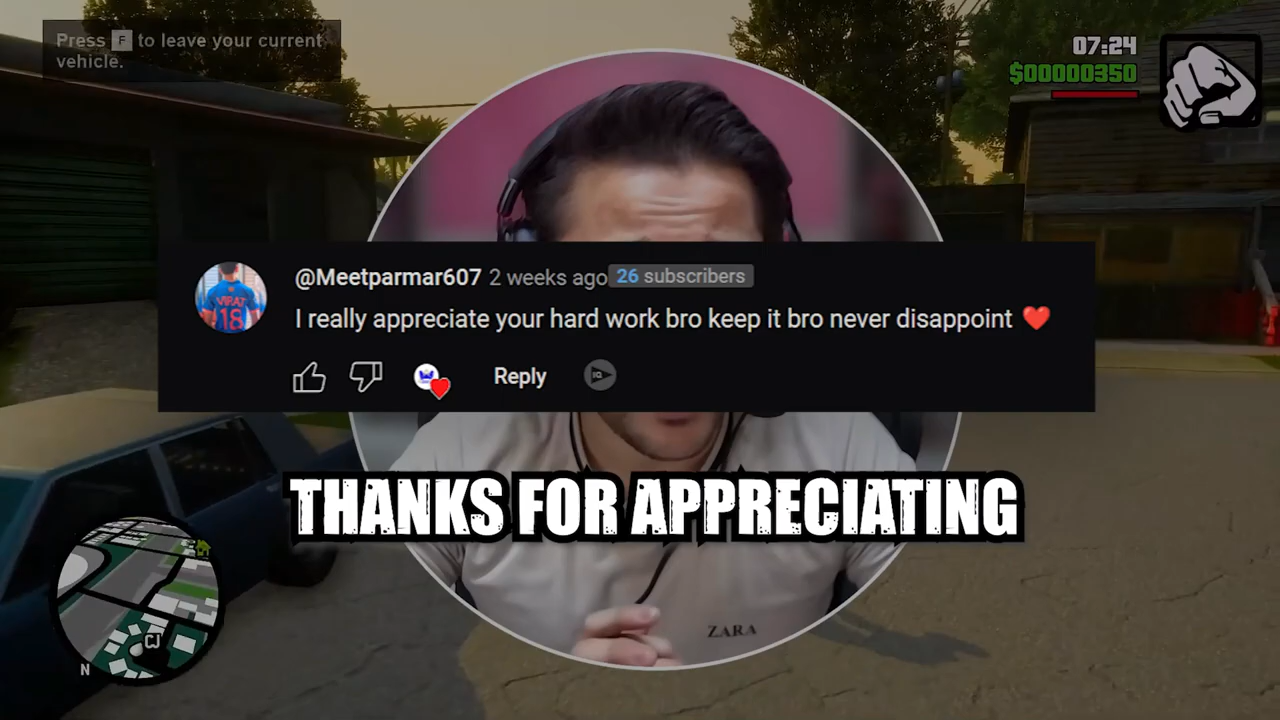 Press F to leave your current
vehicle.
07:24
$00000350
@Meetparmar607 2 weeks ago 26 subscribers
VIRAT
18
I really appreciate your hard work bro keep it bro never disappoint ❤️
Reply
IQ
THANKS FOR APPRECIATING
ZARA
CJ
N